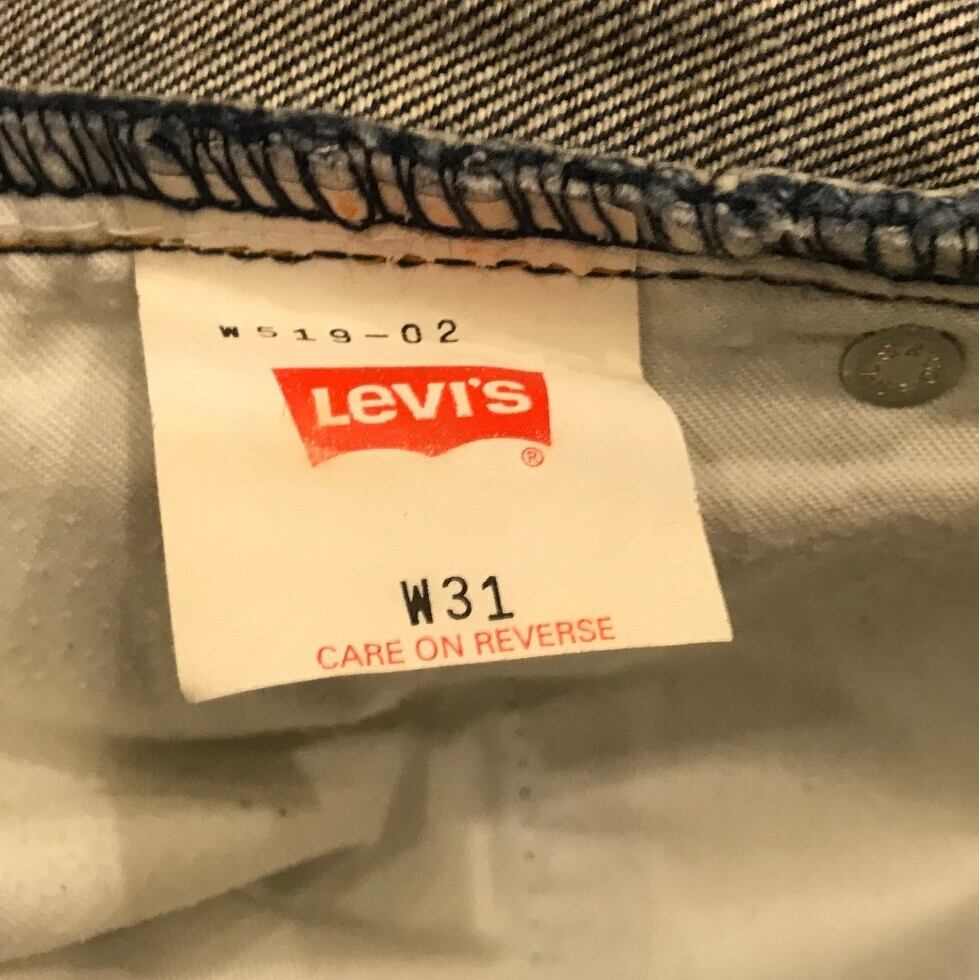 W519-02
LEVI'S
®
W31
CARE ON REVERSE